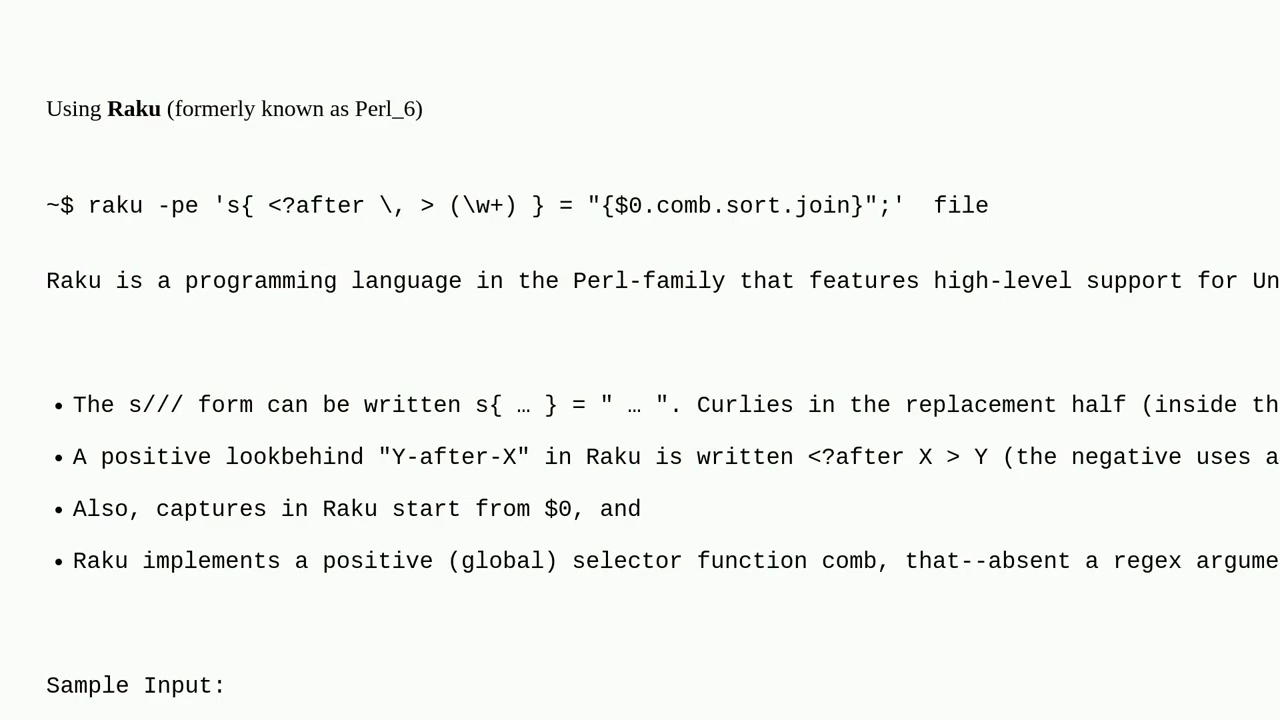 Using Raku (formerly known as Perl_6)
~$ raku -pe 's{ <?after \, > (\w+) } = "{$0.comb.sort.join}";'  file
Raku is a programming language in the Perl-family that features high-level support for Un
• The s/// form can be written s{ … } = " … ". Curlies in the replacement half (inside th
• A positive lookbehind "Y-after-X" in Raku is written <?after X > Y (the negative uses a
• Also, captures in Raku start from $0, and
• Raku implements a positive (global) selector function comb, that--absent a regex argume
Sample Input: